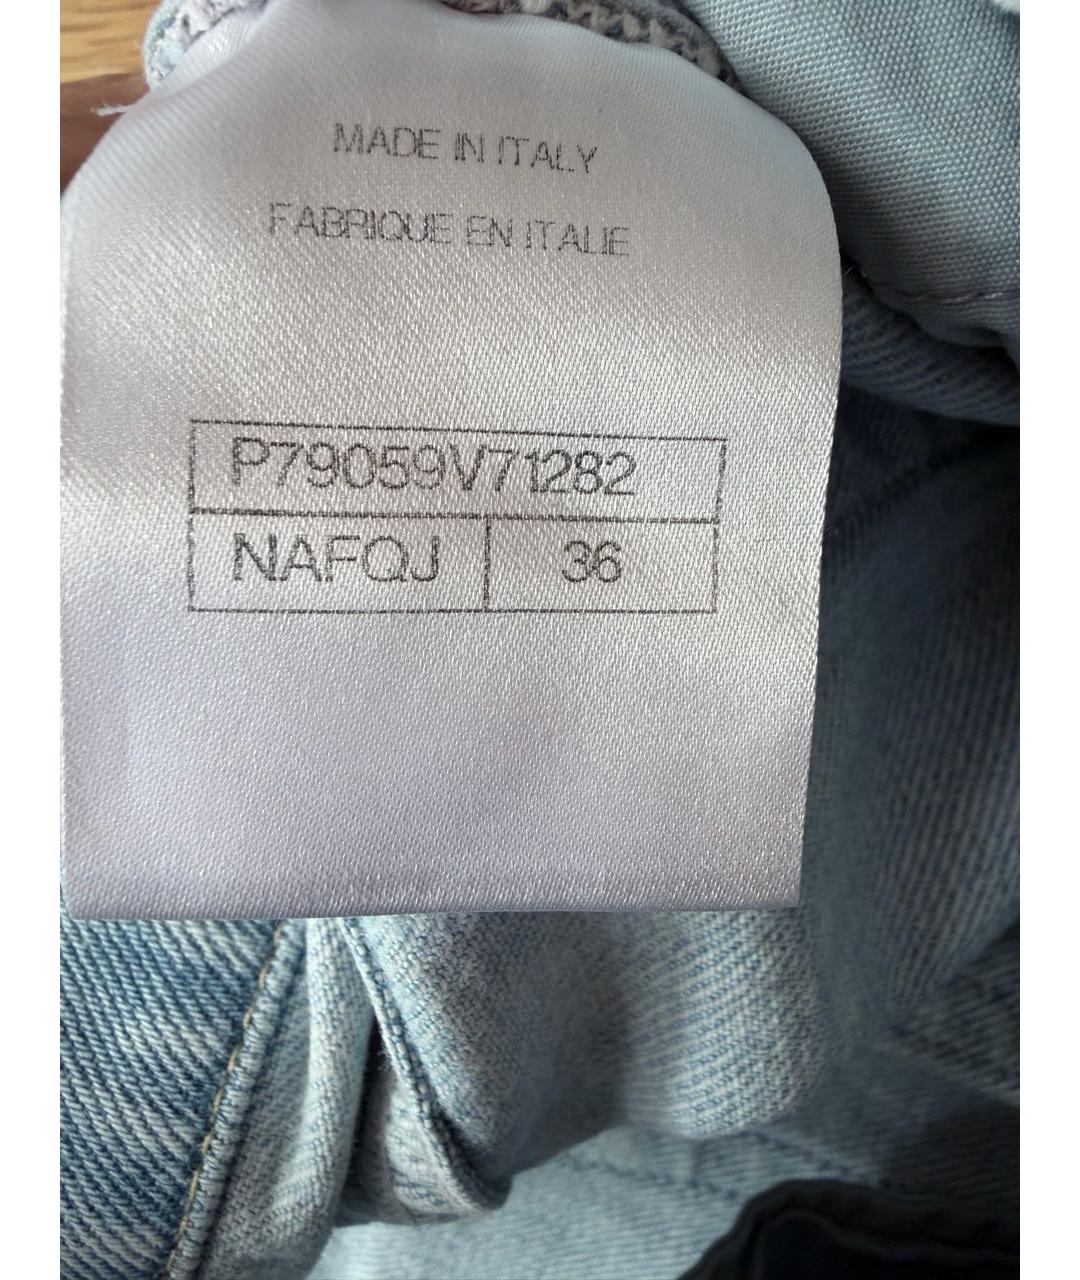 MADE IN ITALY
FABRIQUE EN ITALIE
P79059V71282
NAFQJ 36